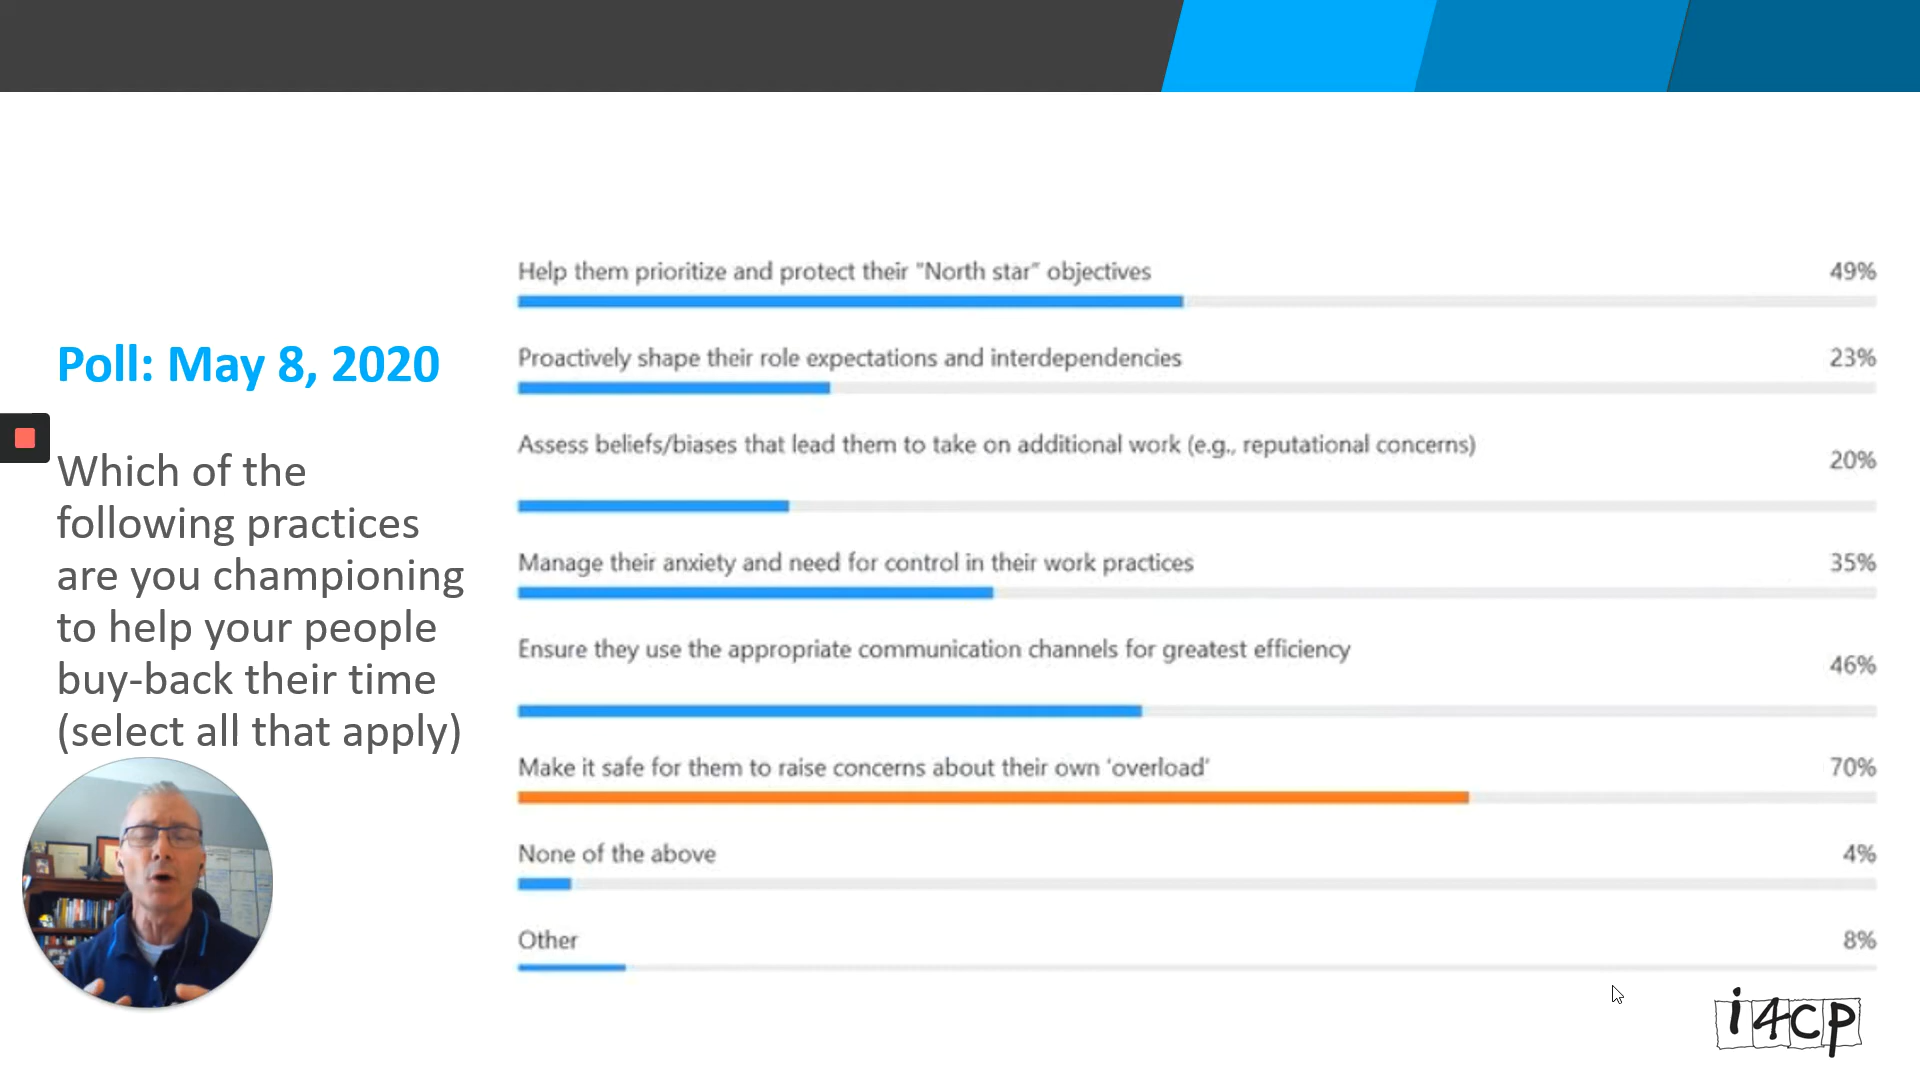 Poll: May 8, 2020
Which of the
following practices
are you championing
to help your people
buy-back their time
(select all that apply)
Help them prioritize and protect their "North star" objectives 49%
Proactively shape their role expectations and interdependencies 23%
Assess beliefs/biases that lead them to take on additional work (e.g., reputational concerns)
20%
Manage their anxiety and need for control in their work practices 35%
Ensure they use the appropriate communication channels for greatest efficiency
46%
Make it safe for them to raise concerns about their own ‘overload’ 70%
None of the above 4%
Other 8%
i4cp